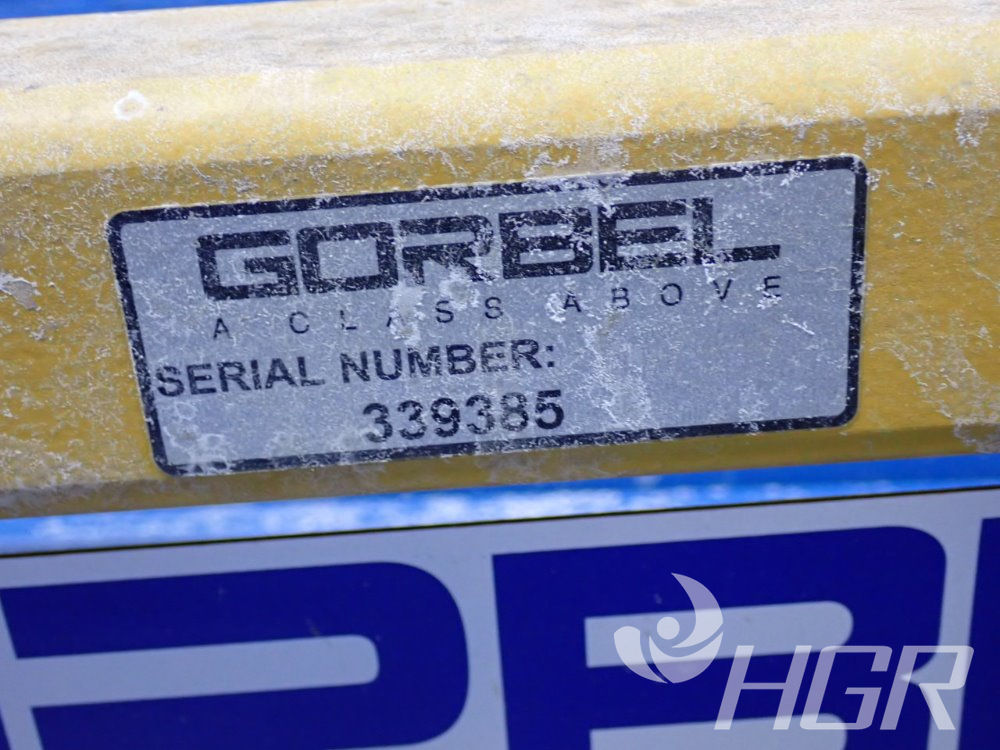 GORBEL
A CLASS ABOVE
SERIAL NUMBER:
339385
HGR